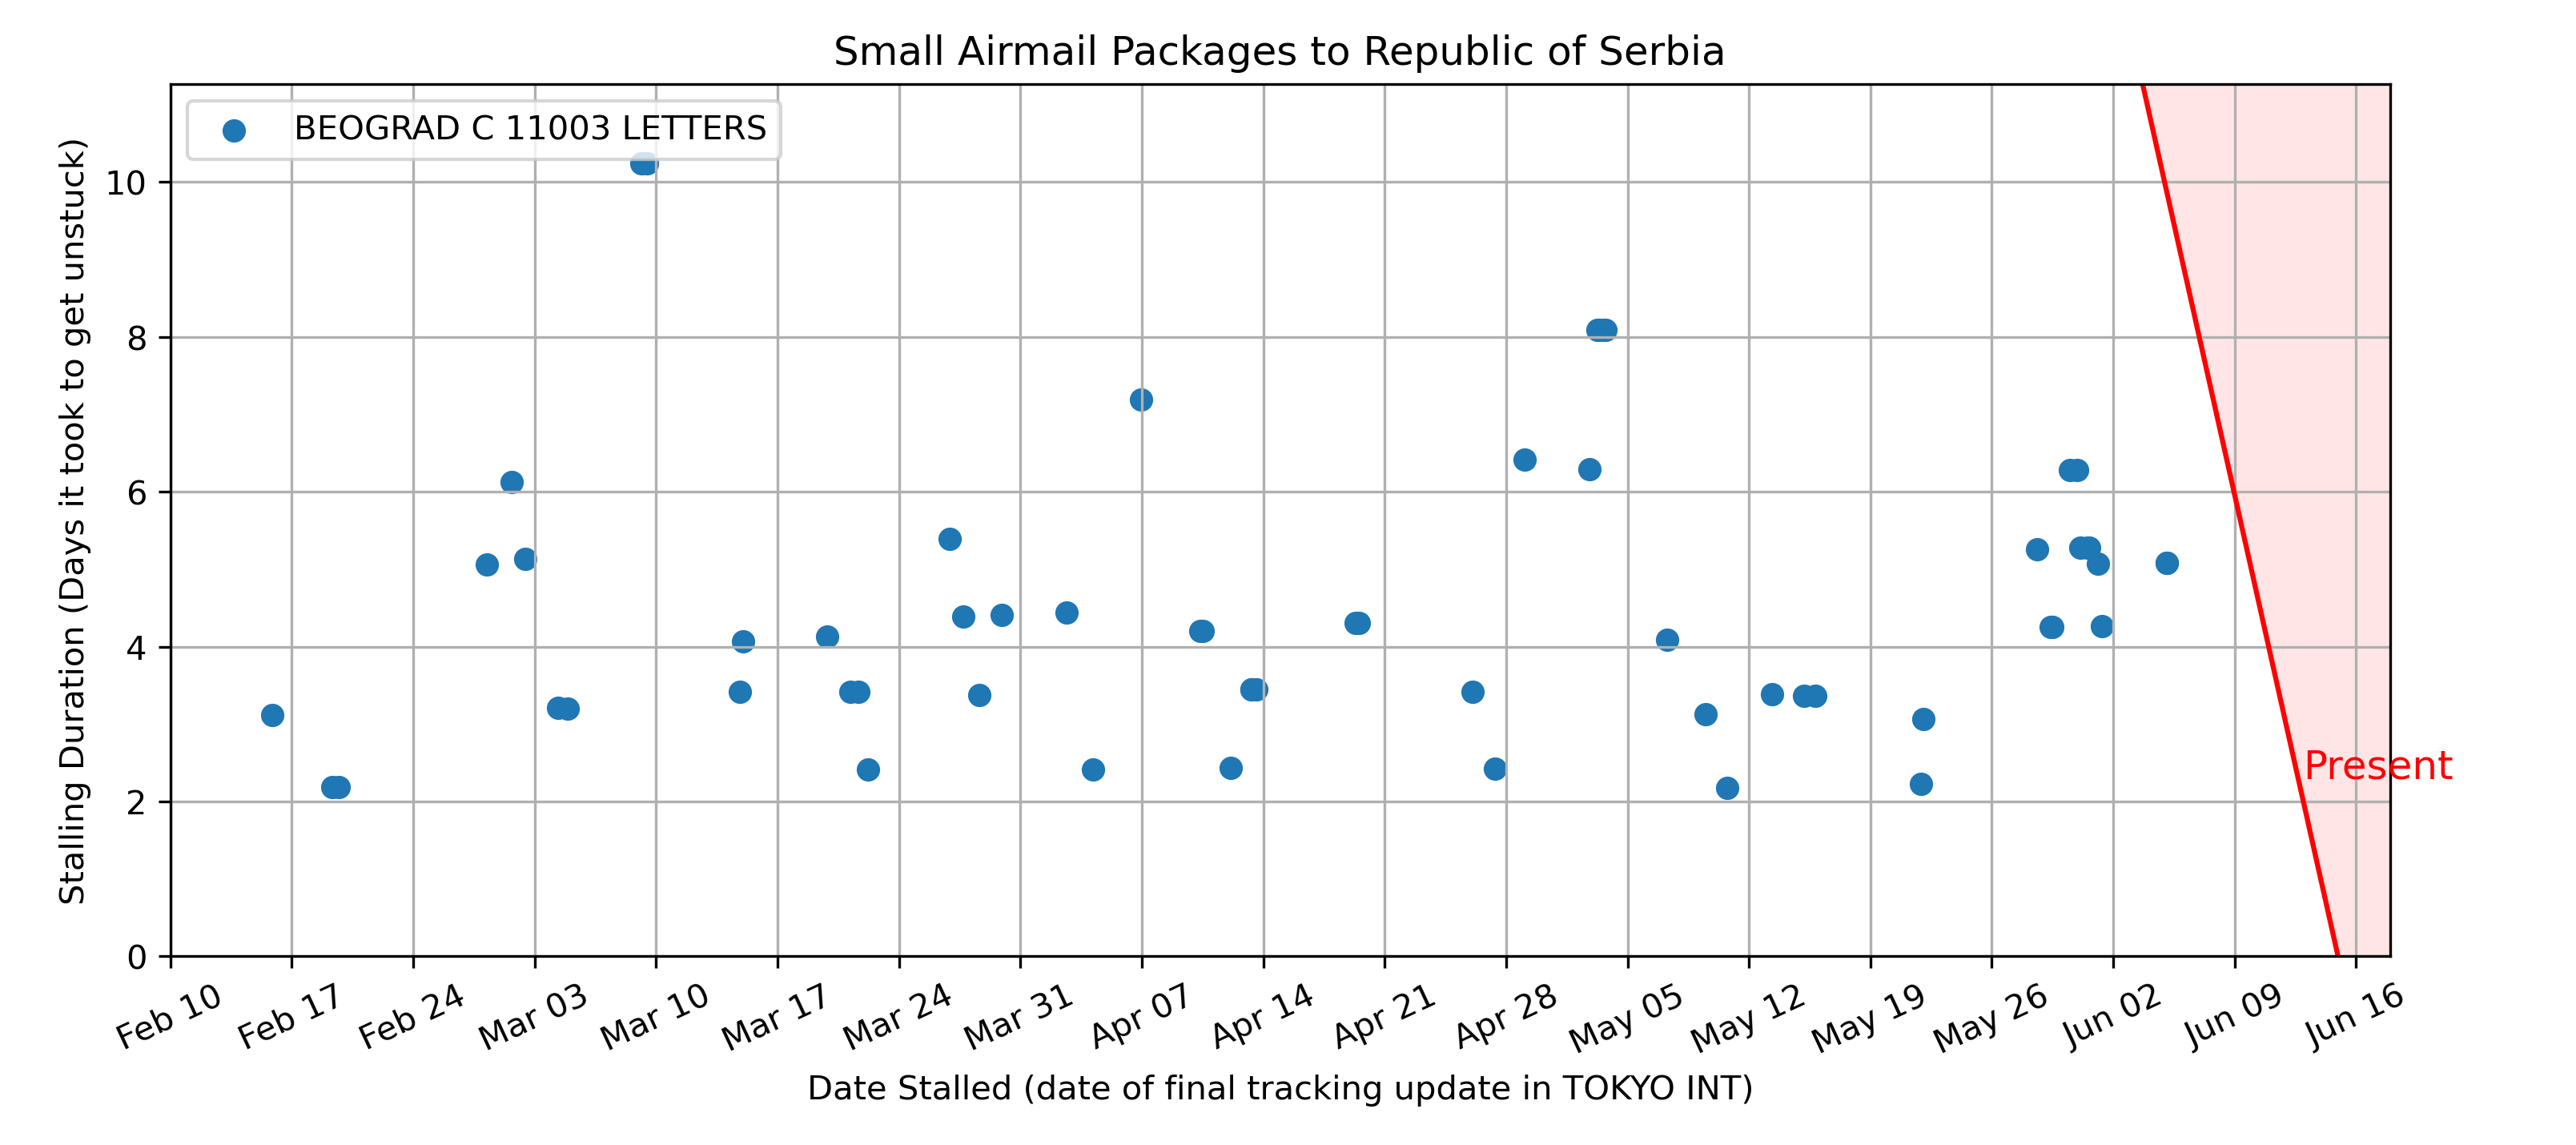 Small Airmail Packages to Republic of Serbia
BEOGRAD C 11003 LETTERS
Stalling Duration (Days it took to get unstuck)
10
8
6
4
2
0
Present
Feb 10 Feb 17 Feb 24 Mar 03 Mar 10 Mar 17 Mar 24 Mar 31 Apr 07 Apr 14 Apr 21 Apr 28 May 05 May 12 May 19 May 26 Jun 02 Jun 09 Jun 16
Date Stalled (date of final tracking update in TOKYO INT)